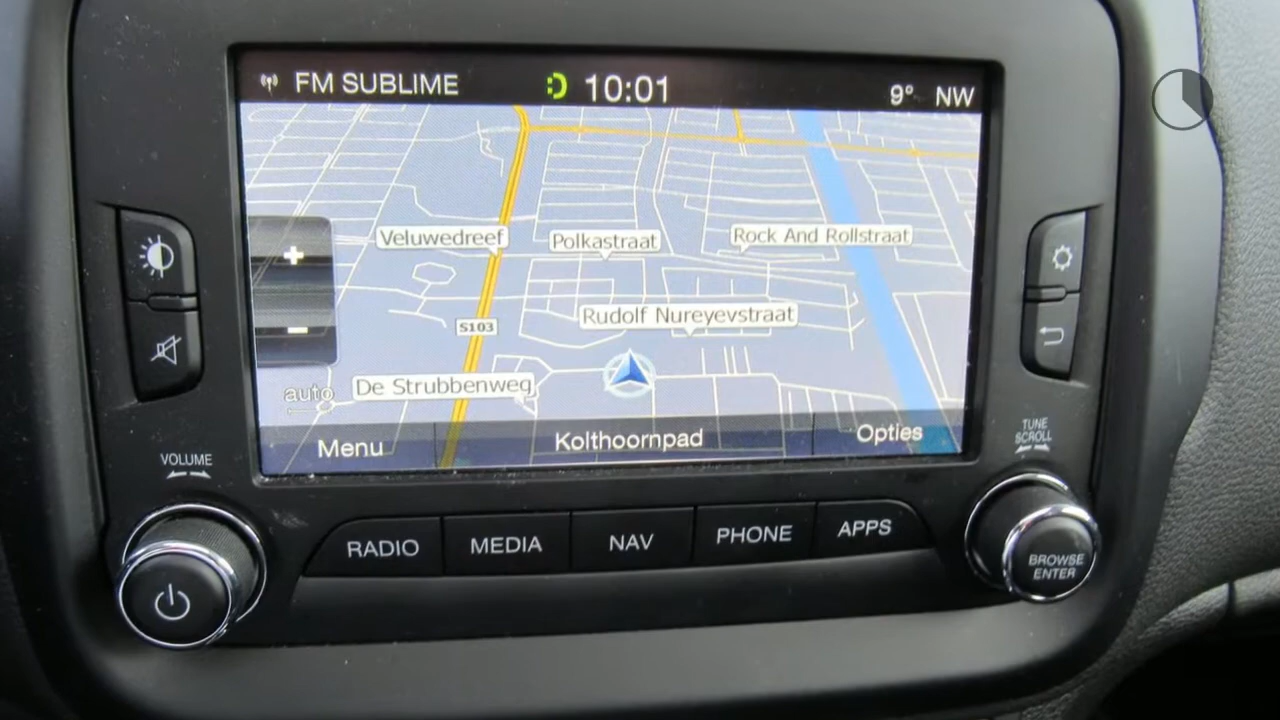 FM SUBLIME 10:01 9° NW
Veluwedreef Polkastraat Rock And Rollstraat
Rudolf Nureyevstraat
S103
De Strubbenweg
+
-
auto
Menu Kolthoornpad Opties
VOLUME
TUNE
SCROLL
RADIO MEDIA NAV PHONE APPS
BROWSE
ENTER